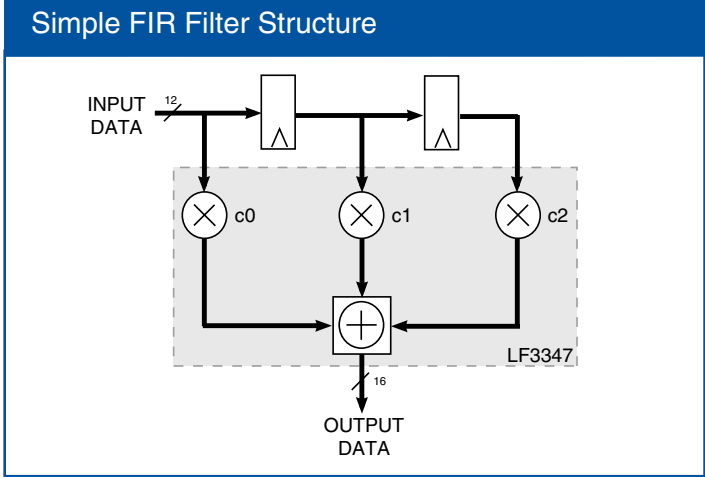 Simple FIR Filter Structure
INPUT
DATA
12
c0
c1
c2
LF3347
16
OUTPUT
DATA